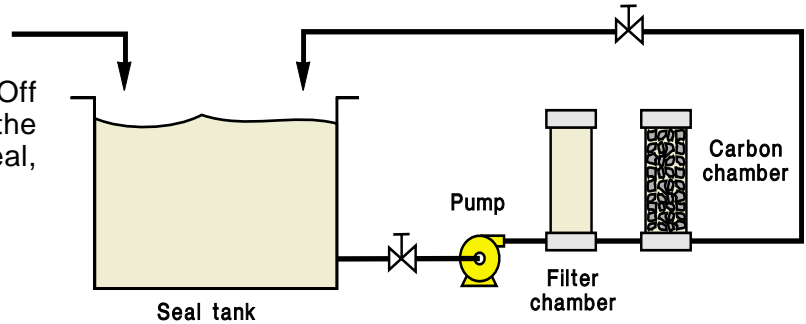 Off
the
eal,
Carbon
chamber
Pump
Filter
chamber
Seal tank